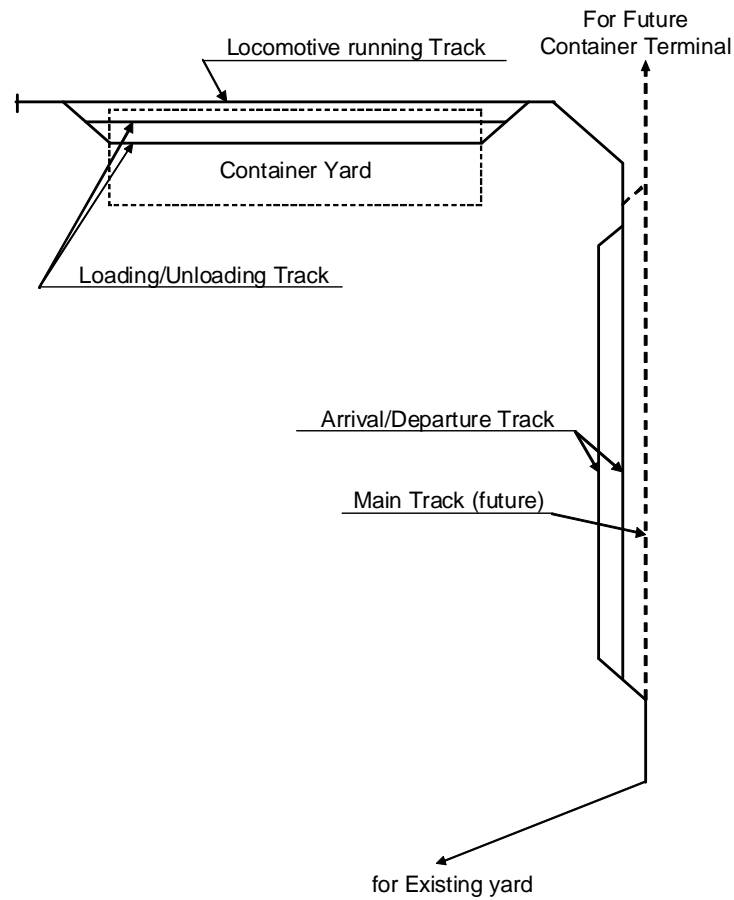 For Future
Container Terminal
Locomotive running Track
Container Yard
Loading/Unloading Track
Arrival/Departure Track
Main Track (future)
for Existing yard